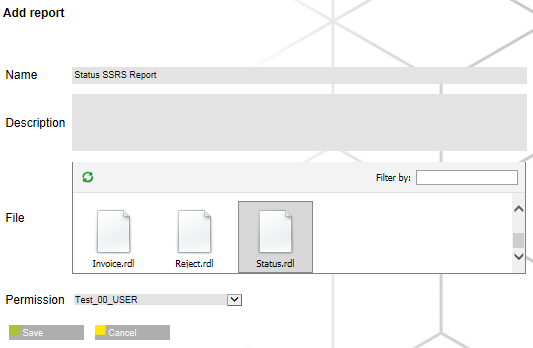 Add report
Name Status SSRS Report
Description
Filter by:
File
Invoice.rdl Reject.rdl Status.rdl
Permission Test_00_USER
Save Cancel